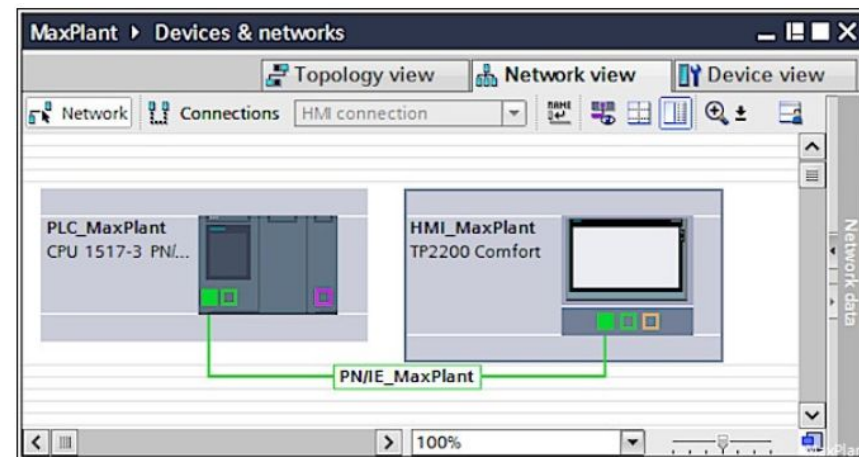 MaxPlant ▸ Devices & networks
Topology view
Network view
Device view
Network
Connections
HMI connection
PLC_MaxPlant
CPU 1517-3 PN/...
HMI_MaxPlant
TP2200 Comfort
PN/IE_MaxPlant
Network data
100%